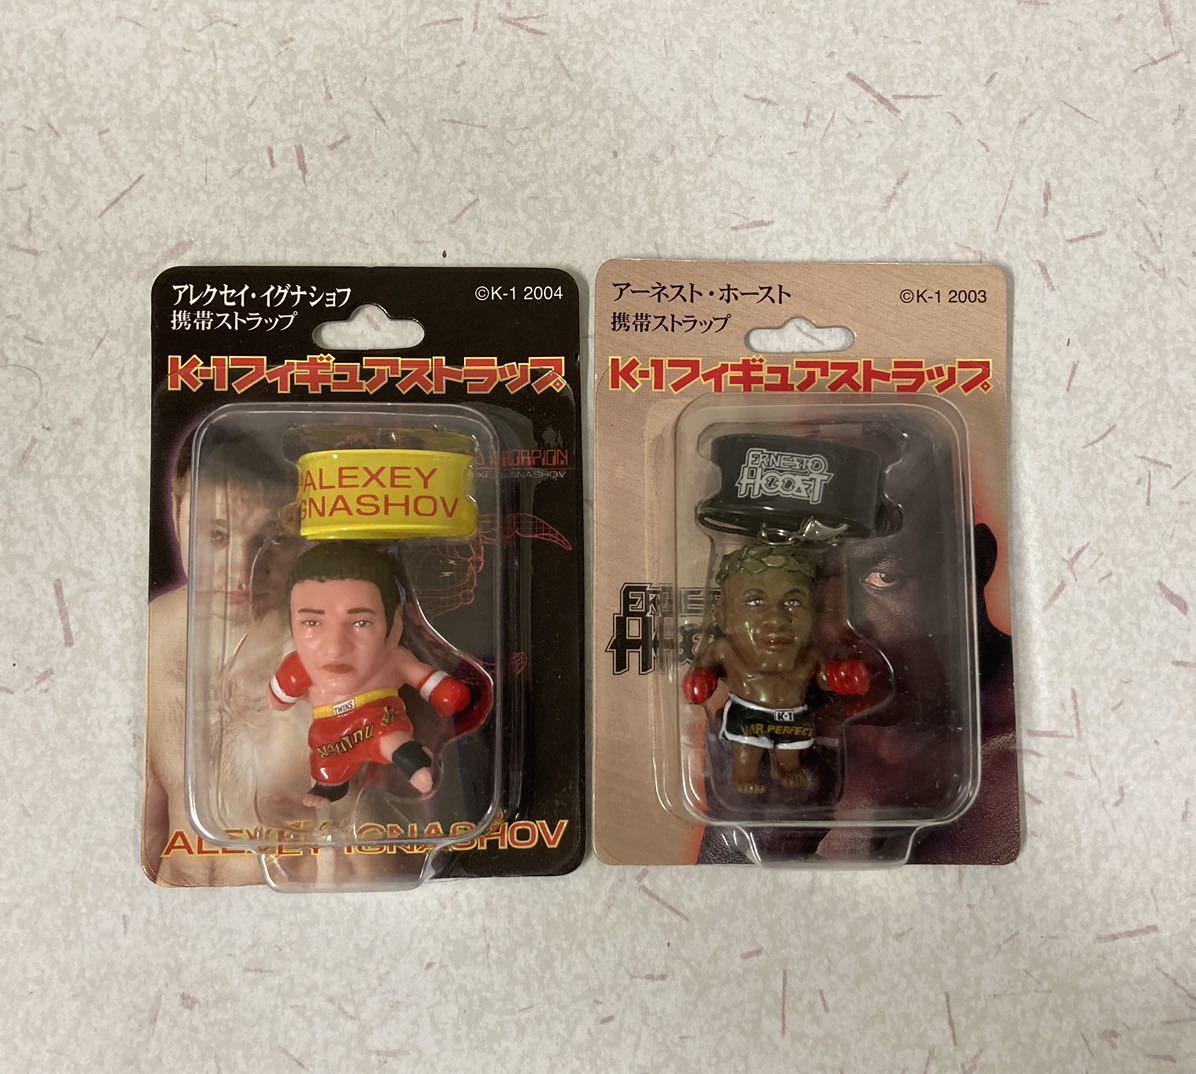 アレクセイ・イグナショフ
©K-1 2004
携帯ストラップ
K-1フィギュアストラップ
ALEXEY
GNASHOV
TWINS
ALEXEY IGNASHOV
アーネスト・ホースト
©K-1 2003
携帯ストラップ
K-1フィギュアストラップ
ERNESTO
HOOST
K-1
MR.PERFECT